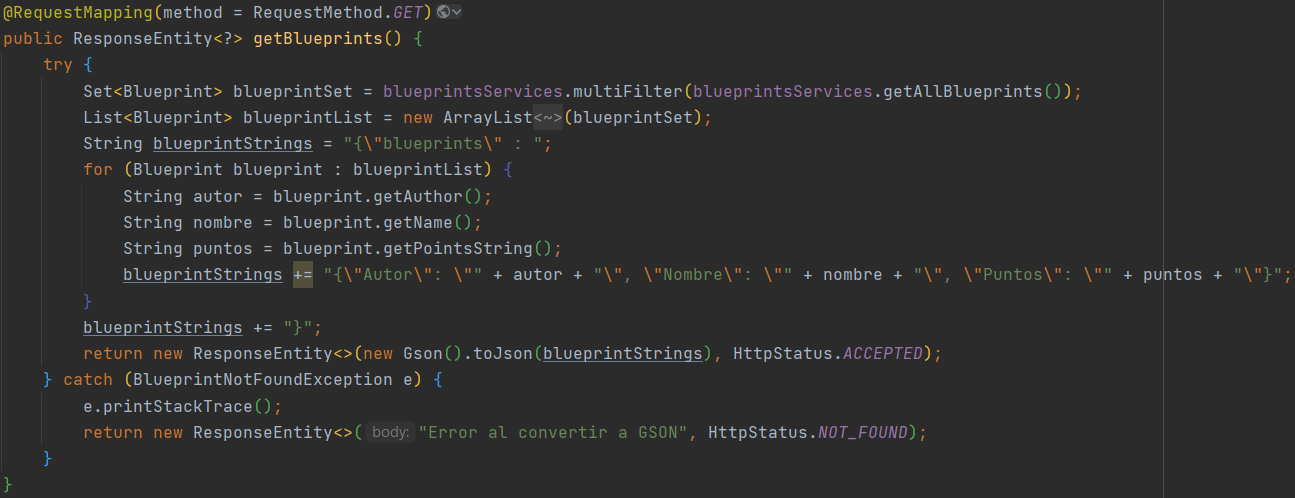 @RequestMapping(method = RequestMethod.GET)
public ResponseEntity<?> getBlueprints() {
try {
Set<Blueprint> blueprintSet = blueprintsServices.multiFilter(blueprintsServices.getAllBlueprints());
List<Blueprint> blueprintList = new ArrayList<~>(blueprintSet);
String blueprintStrings = "{\"blueprints\" : ";
for (Blueprint blueprint : blueprintList) {
String autor = blueprint.getAuthor();
String nombre = blueprint.getName();
String puntos = blueprint.getPointsString();
blueprintStrings += "{\"Autor\": \"" + autor + "\", \"Nombre\": \"" + nombre + "\", \"Puntos\": \"" + puntos + "\"}";
}
blueprintStrings += "}";
return new ResponseEntity<>(new Gson().toJson(blueprintStrings), HttpStatus.ACCEPTED);
} catch (BlueprintNotFoundException e) {
e.printStackTrace();
return new ResponseEntity<>( body: "Error al convertir a GSON", HttpStatus.NOT_FOUND);
}
}